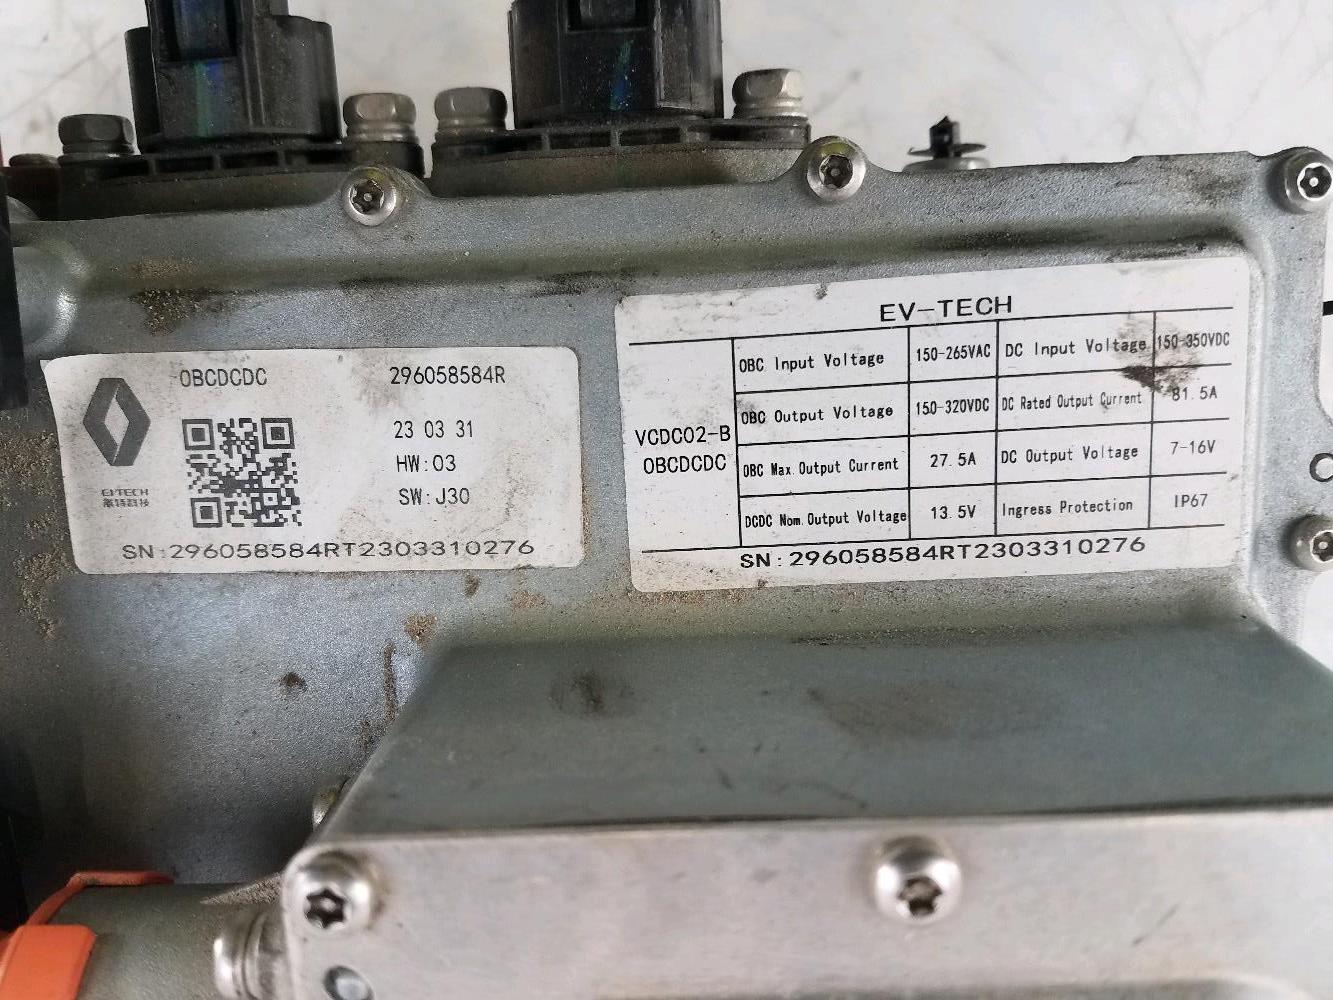 OBCDCDC 296058584R
23 03 31
HW:03
SW:J30
SN:296058584RT2303310276
EV-TECH
VCDC02-B
OBCDCDC
OBC Input Voltage 150-265VAC DC Input Voltage 150-350VDC
OBC Output Voltage 150-320VDC DC Rated Output Current 81.5A
OBC Max.Output Current 27.5A DC Output Voltage 7-16V
DCDC Nom.Output Voltage 13.5V Ingress Protection IP67
SN:296058584RT2303310276